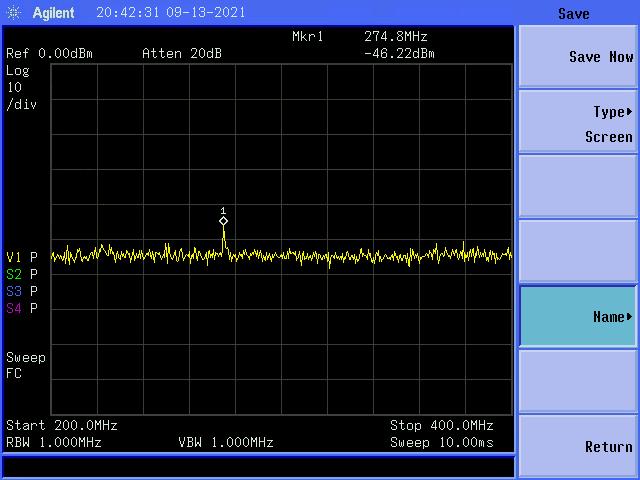 Agilent 20:42:31 09-13-2021 Save
Mkr1 274.8MHz
Ref 0.00dBm Atten 20dB -46.22dBm
Log
10
/div
Save Now
Type
Screen
1
V1 P
S2 P
S3 P
S4 P
Name
Sweep
FC
Start 200.0MHz Stop 400.0MHz
RBW 1.000MHz VBW 1.000MHz Sweep 10.00ms
Return